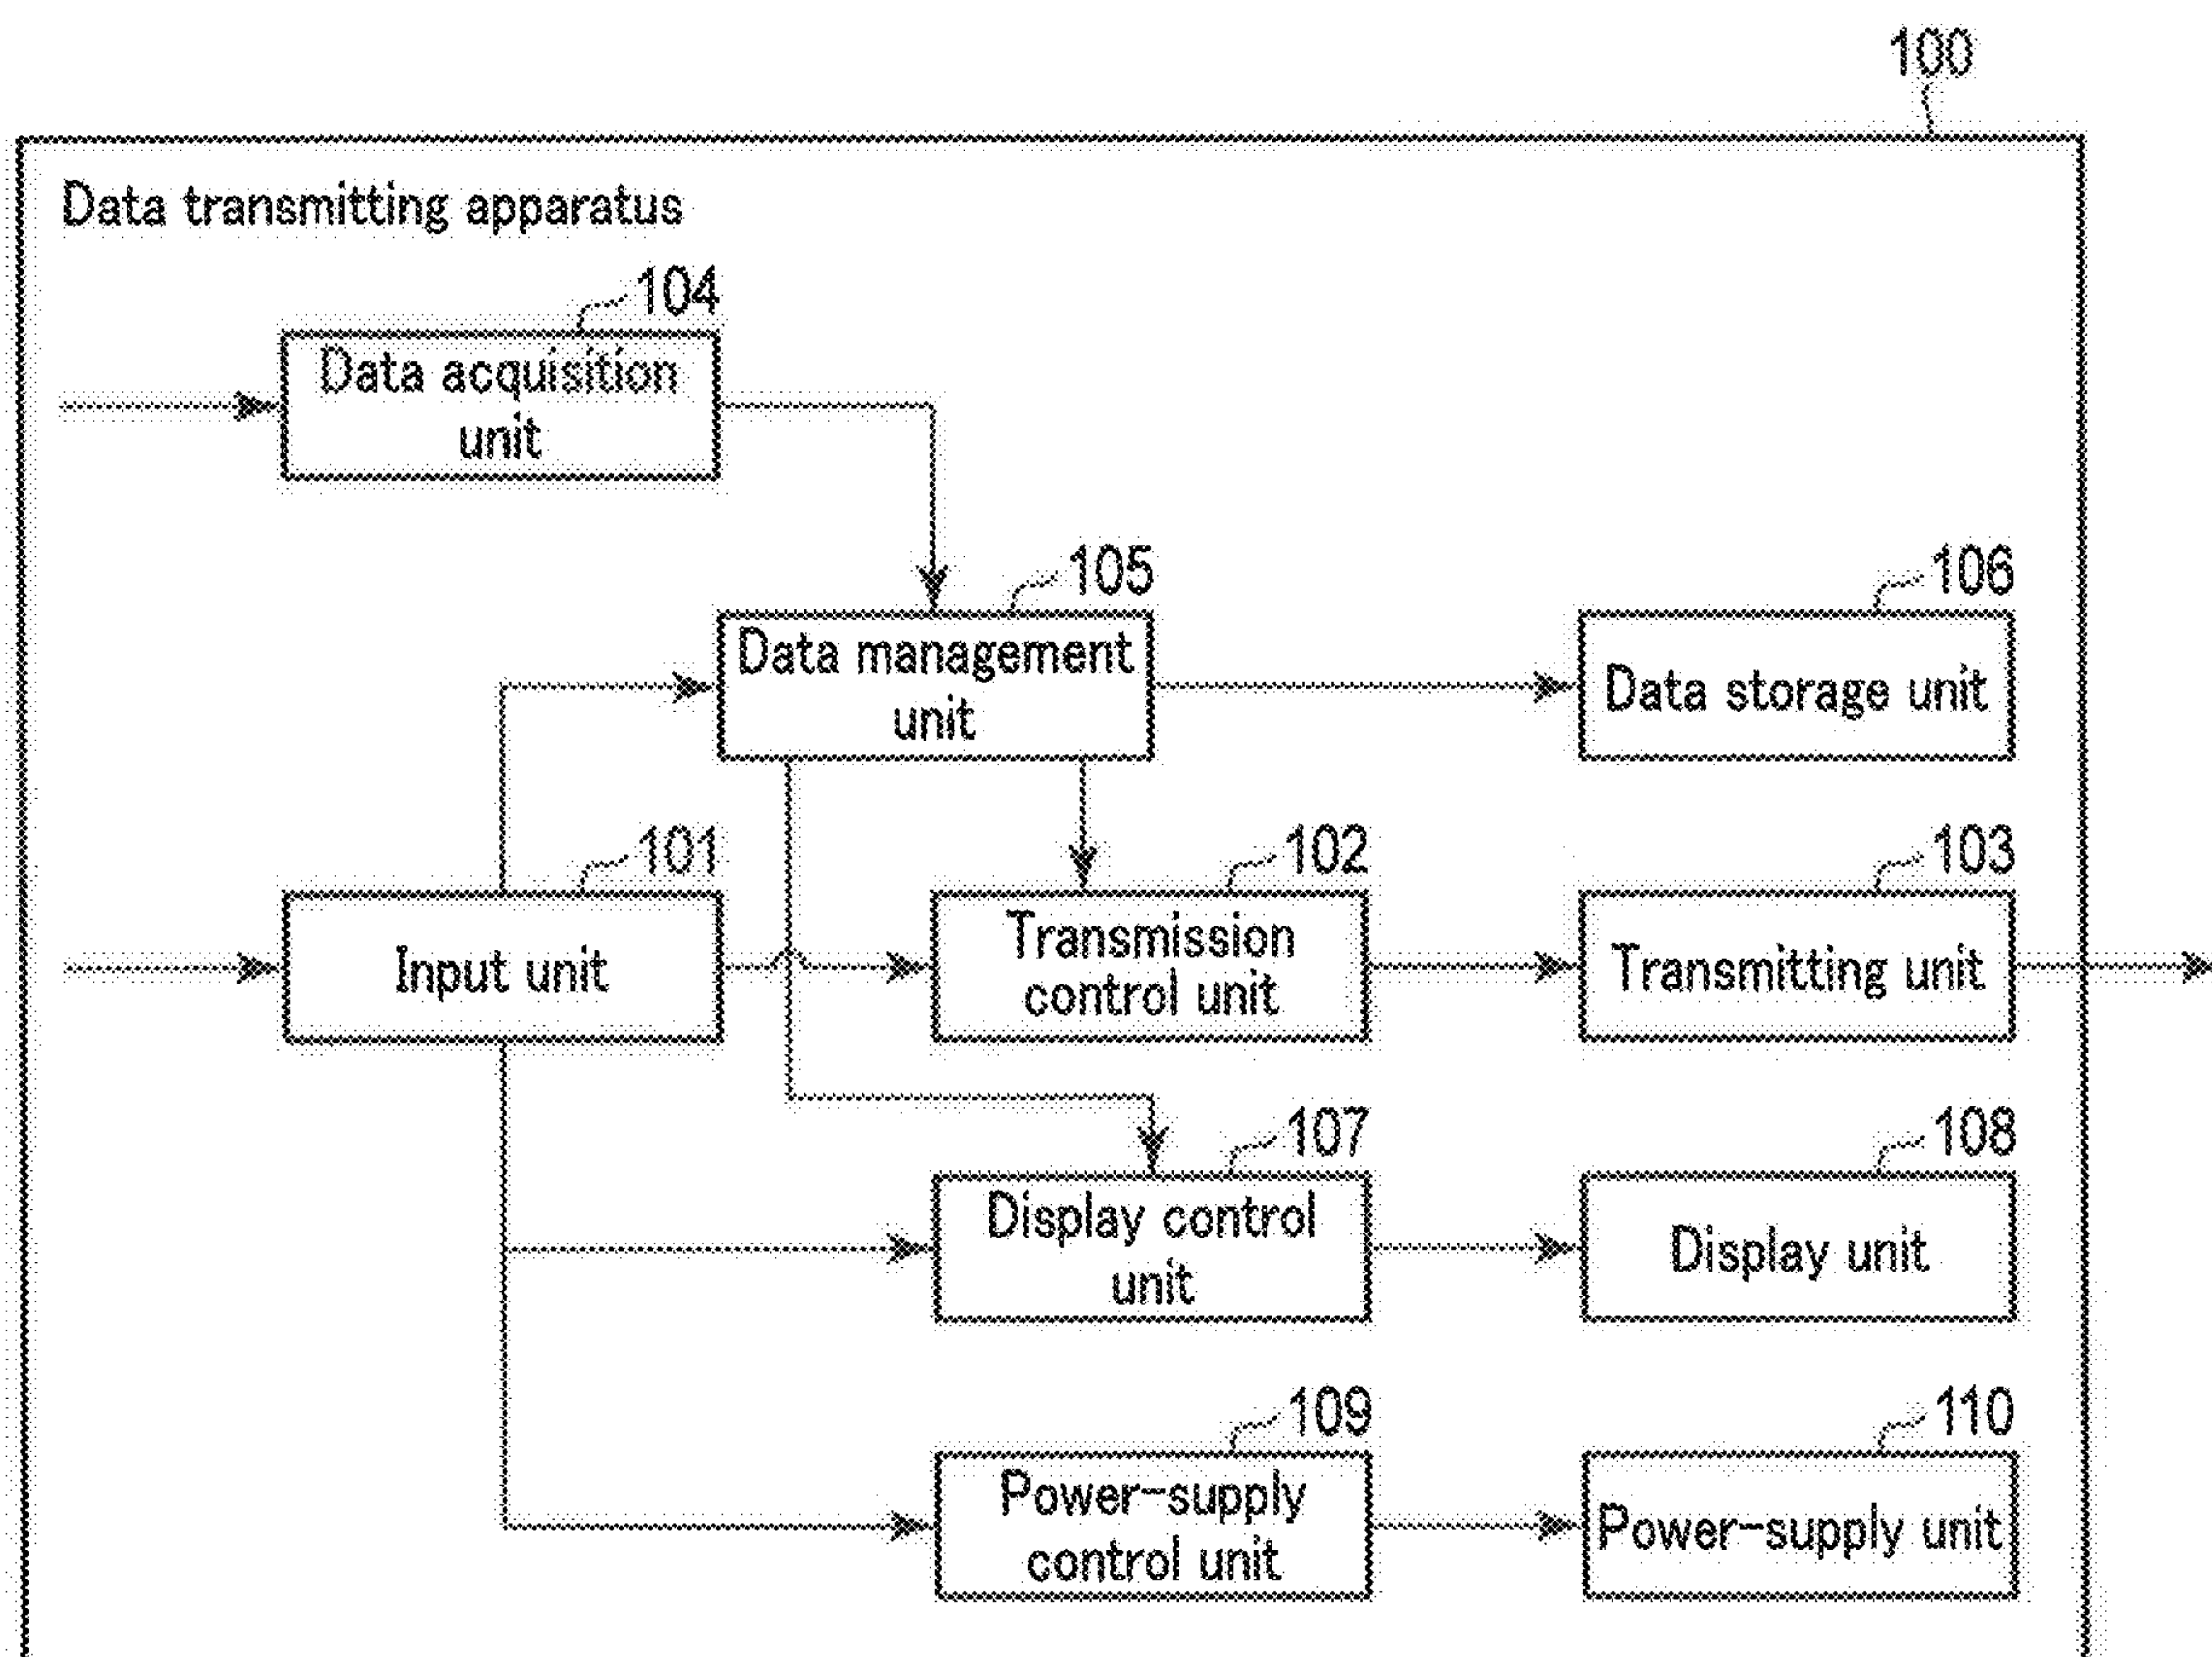 100
Data transmitting apparatus
104
Data acquisition
unit
105
Data management
unit
106
Data storage unit
101
Input unit
102
Transmission
control unit
103
Transmitting unit
107
Display control
unit
108
Display unit
109
Power-supply
control unit
110
Power-supply unit